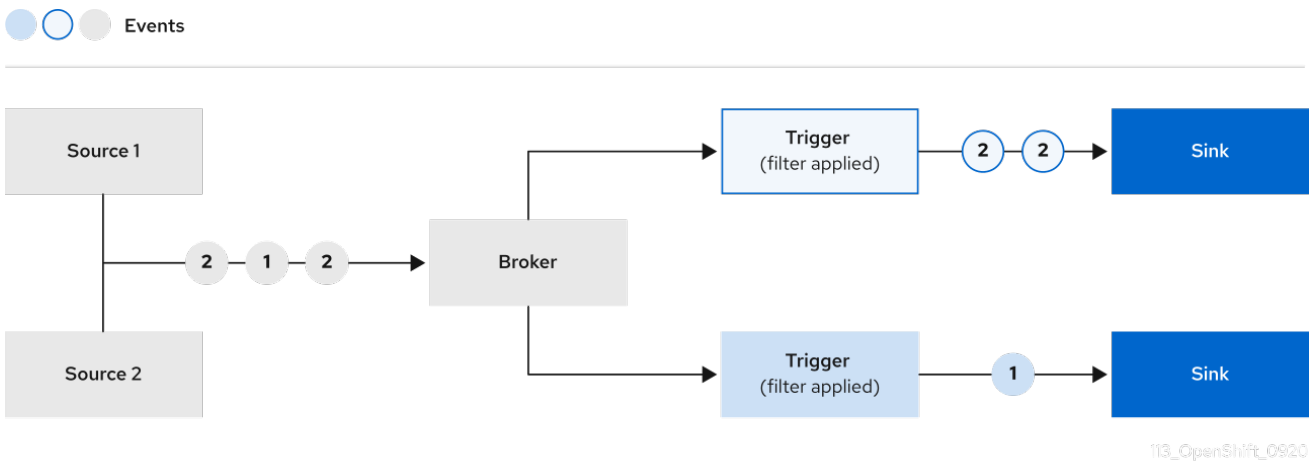 Events
Source 1
Trigger
(filter applied)
2 2
Sink
2 1 2
Broker
Source 2
Trigger
(filter applied)
1
Sink
113_OpenShift_0920